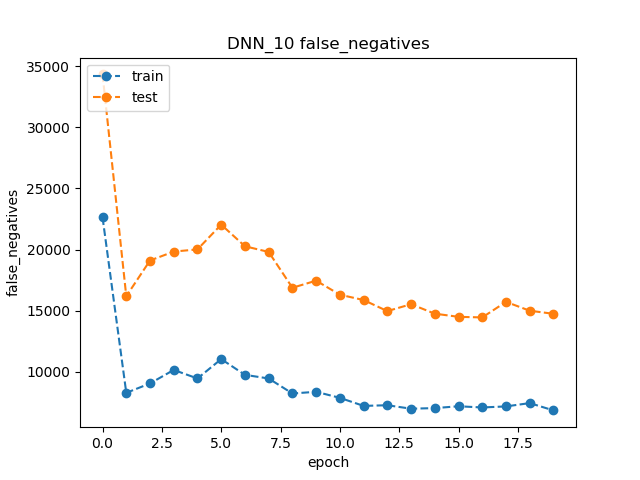 DNN_10 false_negatives
train
test
35000
30000
25000
20000
15000
10000
false_negatives
0.0 2.5 5.0 7.5 10.0 12.5 15.0 17.5
epoch